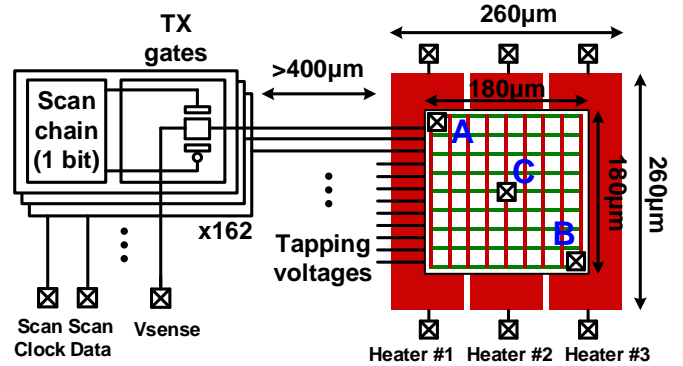 TX
gates
Scan
chain
(1 bit)
x162
>400μm
260μm
180μm
A
C
B
180μm
260μm
Tapping
voltages
Scan Scan
Clock Data
Vsense
Heater #1 Heater #2 Heater #3